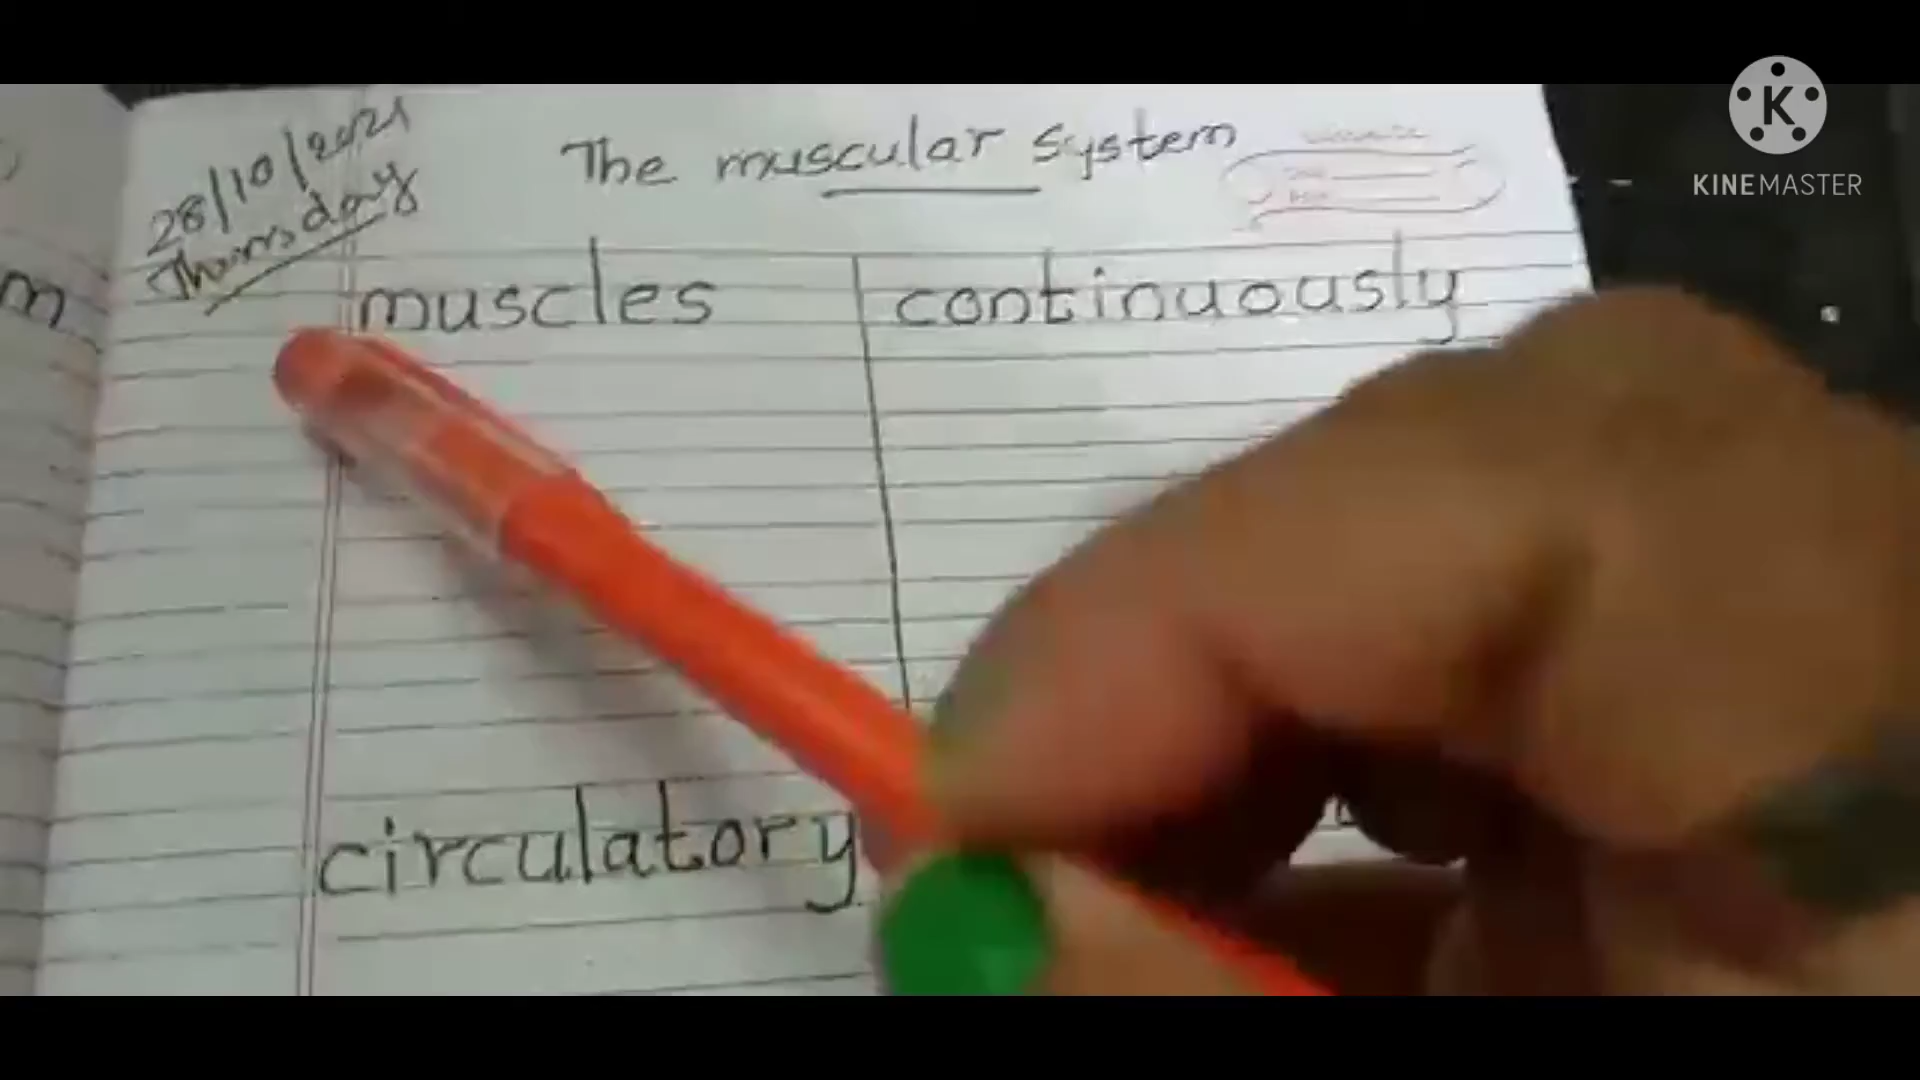 28/10/2021
Thursday
The muscular system
muscles
continuously
circulatory
m
KINEMASTER